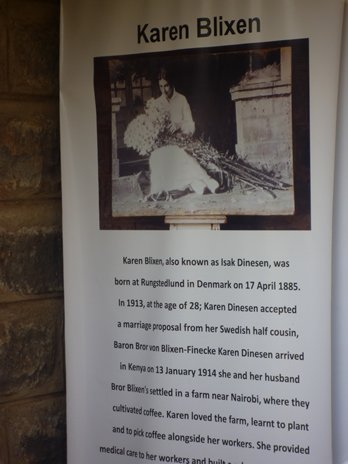 Karen Blixen
Karen Blixen, also known as Isak Dinesen, was
born at Rungstedlund in Denmark on 17 April 1885.
In 1913, at the age of 28; Karen Dinesen accepted
a marriage proposal from her Swedish half cousin,
Baron Bror von Blixen-Finecke Karen Dinesen arrived
in Kenya on 13 January 1914 she and her husband
Bror Blixen's settled in a farm near Nairobi, where they
cultivated coffee. Karen loved the farm, learnt to plant
and to pick coffee alongside her workers. She provided
medical care to her workers and built